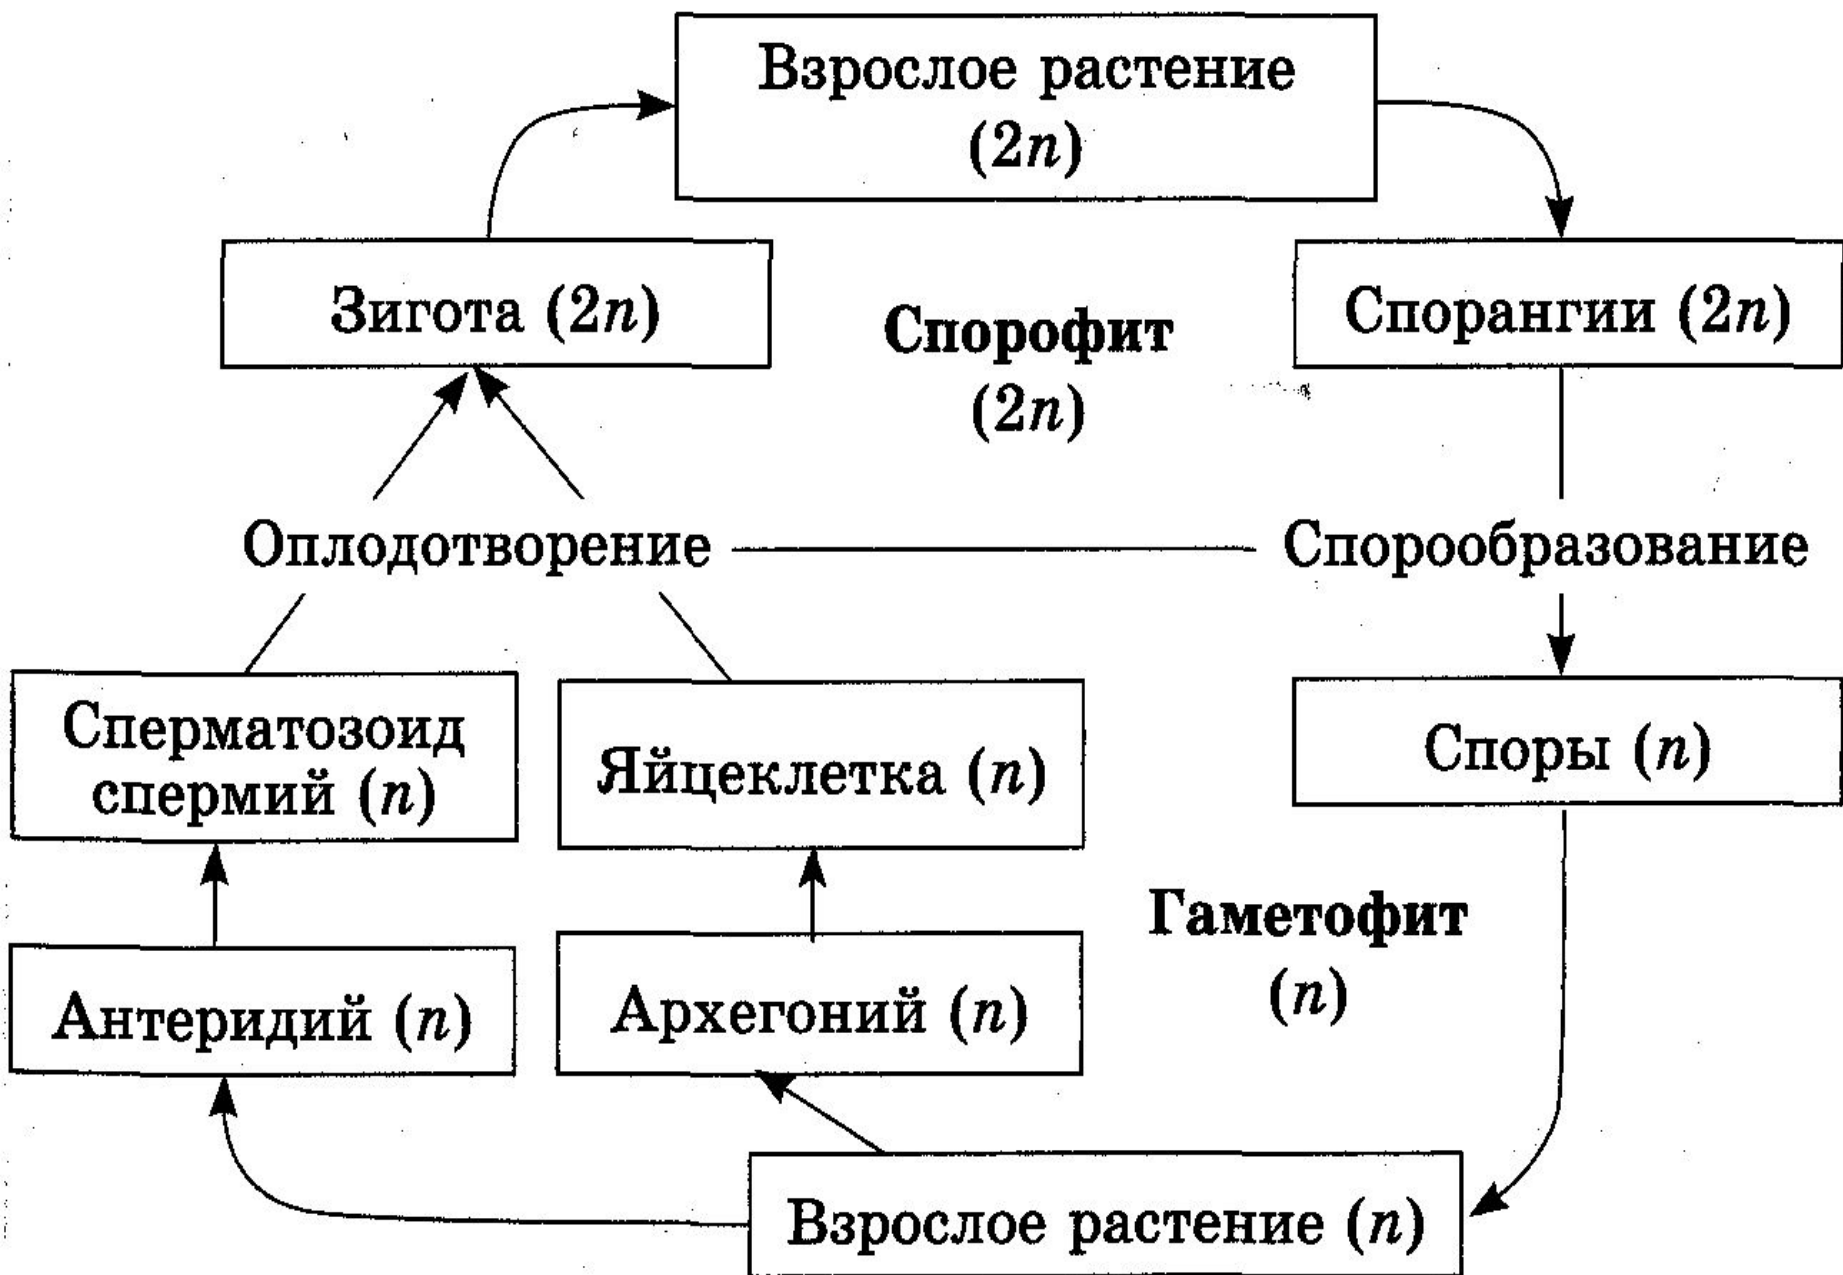 Взрослое растение
(2n)
Зигота (2n)
Спорофит
(2n)
Спорангии (2n)
Оплодотворение
Спорообразование
Сперматозоид
спермий (n)
Яйцеклетка (n)
Споры (n)
Гаметофит
(n)
Антеридий (n)
Архегоний (n)
Взрослое растение (n)